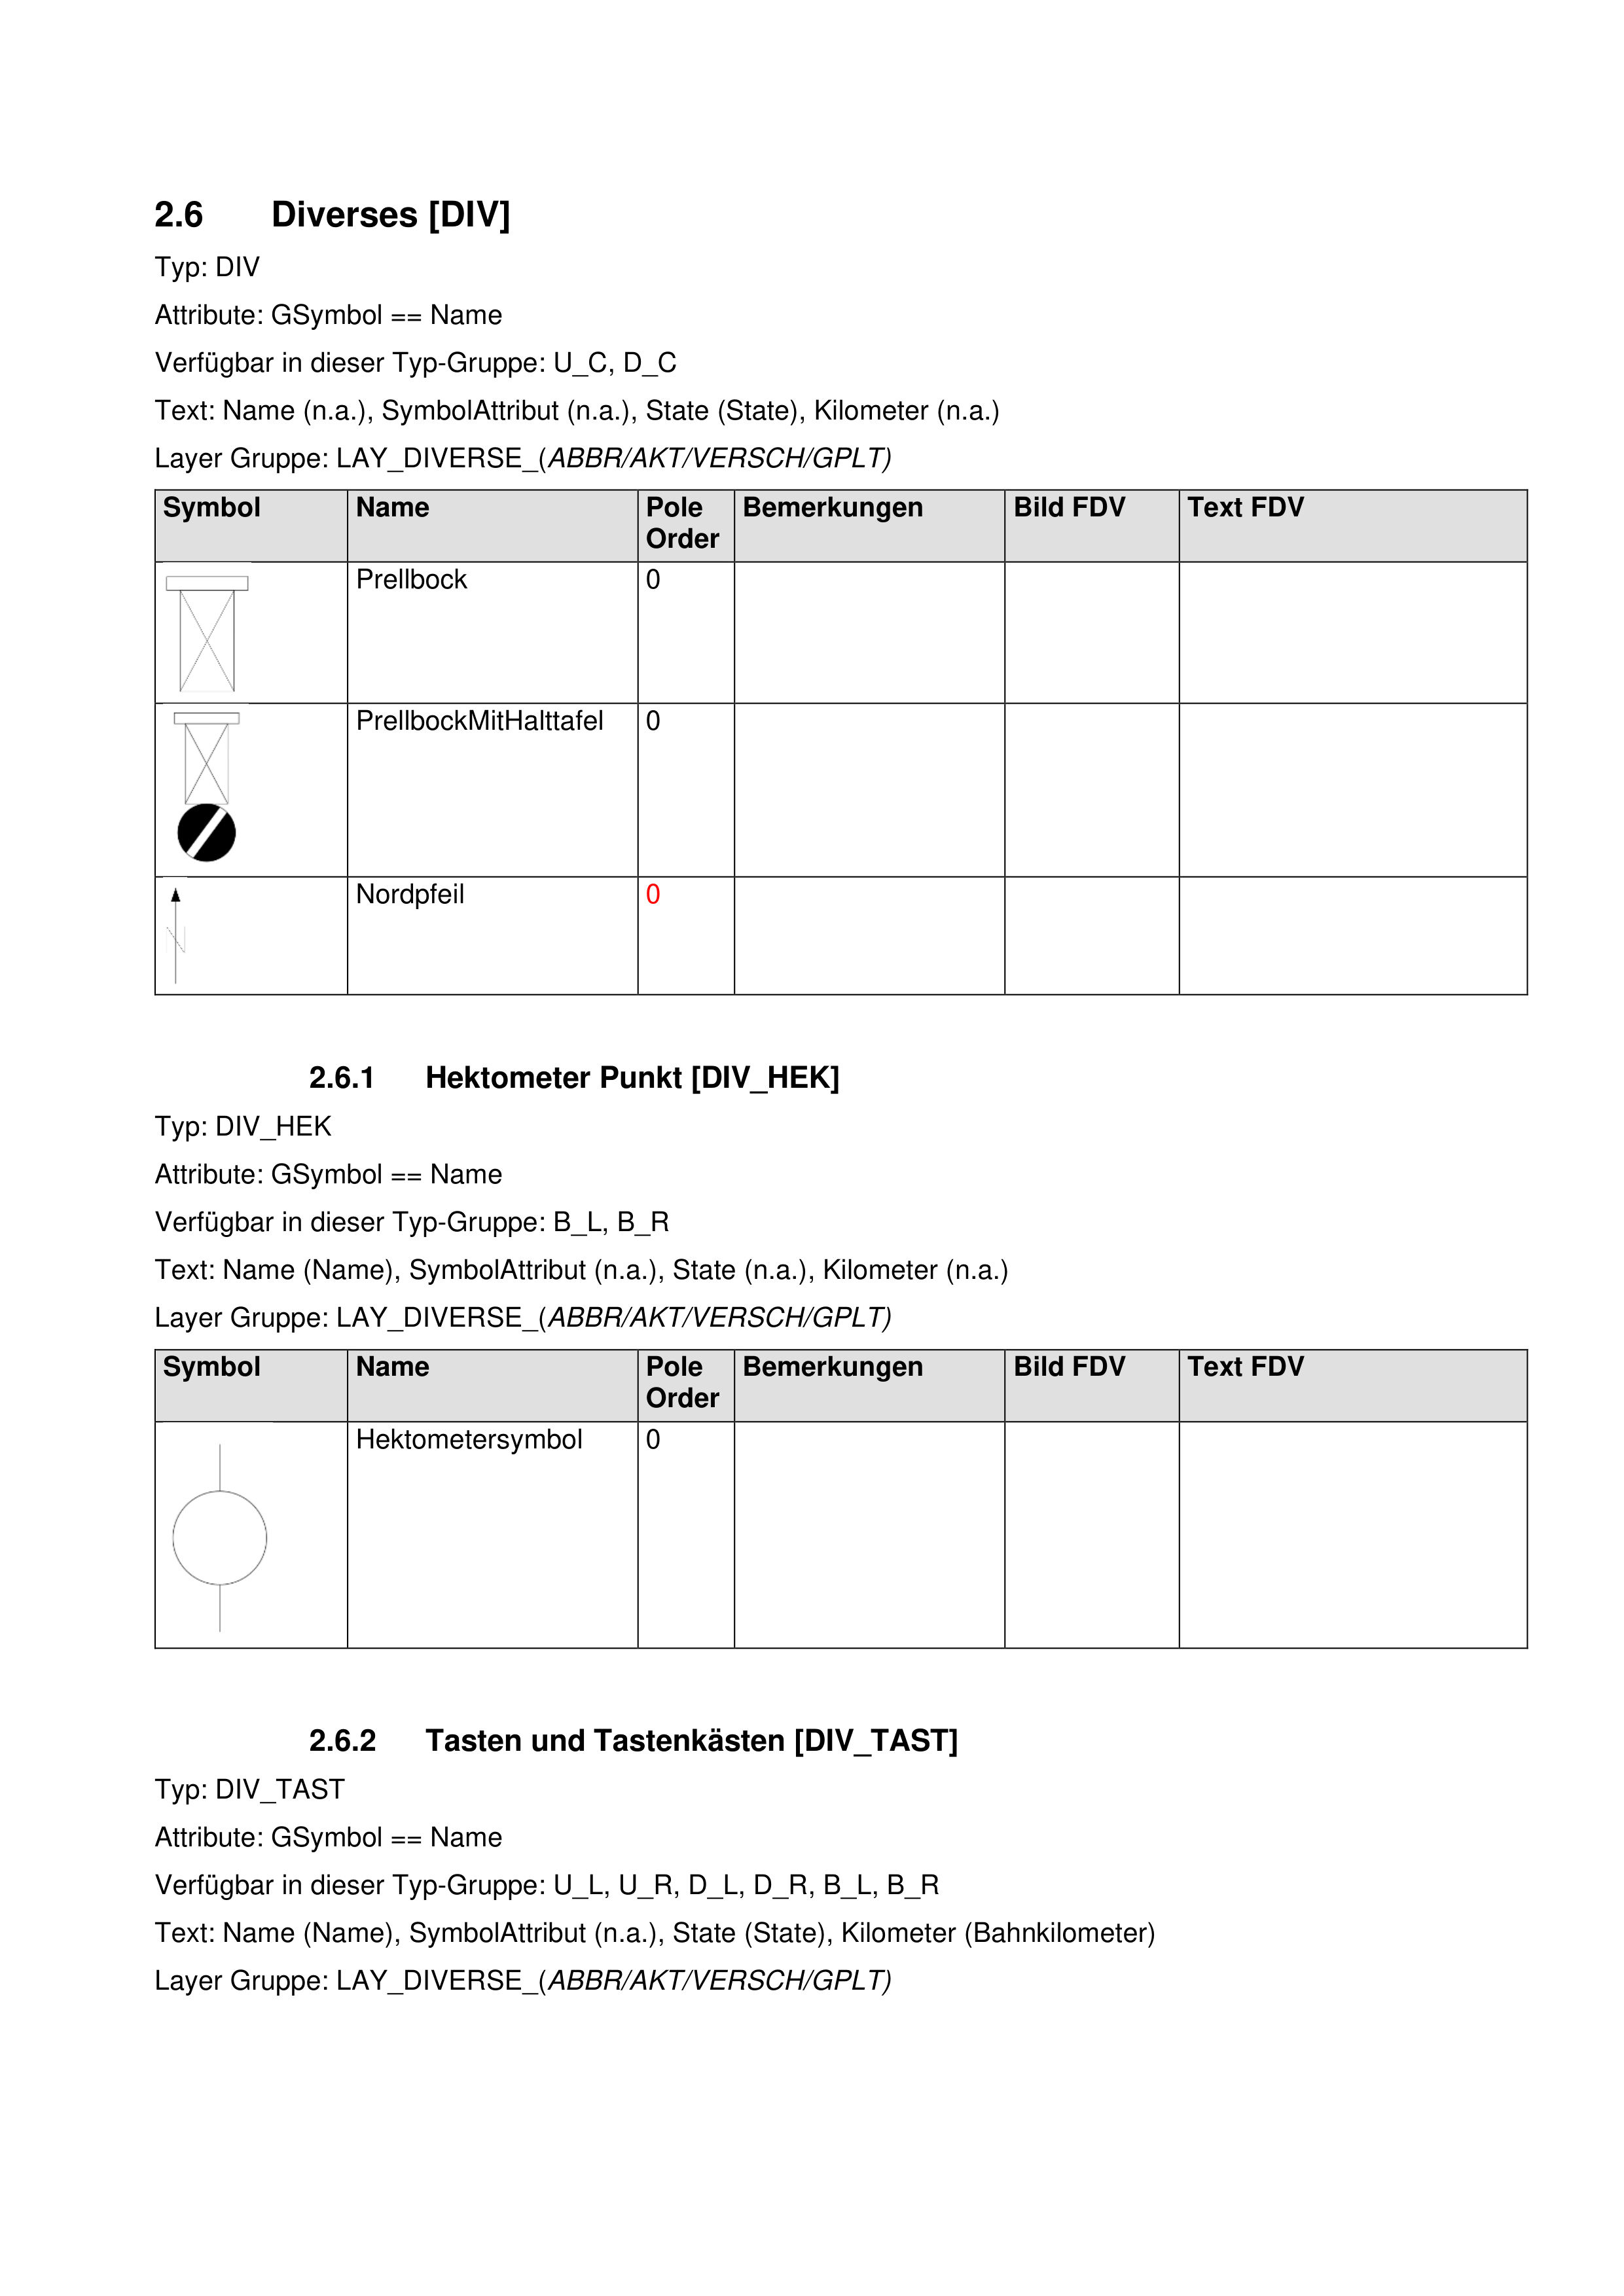 2.6 Diverses [DIV]
Typ: DIV
Attribute: GSymbol == Name
Verfügbar in dieser Typ-Gruppe: U_C, D_C
Text: Name (n.a.), SymbolAttribut (n.a.), State (State), Kilometer (n.a.)
Layer Gruppe: LAY_DIVERSE_(ABBR/AKT/VERSCH/GPLT)
Symbol Name Pole Order Bemerkungen Bild FDV Text FDV
Prellbock 0
PrellbockMitHalttafel 0
N Nordpfeil 0
2.6.1 Hektometer Punkt [DIV_HEK]
Typ: DIV_HEK
Attribute: GSymbol == Name
Verfügbar in dieser Typ-Gruppe: B_L, B_R
Text: Name (Name), SymbolAttribut (n.a.), State (n.a.), Kilometer (n.a.)
Layer Gruppe: LAY_DIVERSE_(ABBR/AKT/VERSCH/GPLT)
Symbol Name Pole Order Bemerkungen Bild FDV Text FDV
Hektometersymbol 0
2.6.2 Tasten und Tastenkästen [DIV_TAST]
Typ: DIV_TAST
Attribute: GSymbol == Name
Verfügbar in dieser Typ-Gruppe: U_L, U_R, D_L, D_R, B_L, B_R
Text: Name (Name), SymbolAttribut (n.a.), State (State), Kilometer (Bahnkilometer)
Layer Gruppe: LAY_DIVERSE_(ABBR/AKT/VERSCH/GPLT)